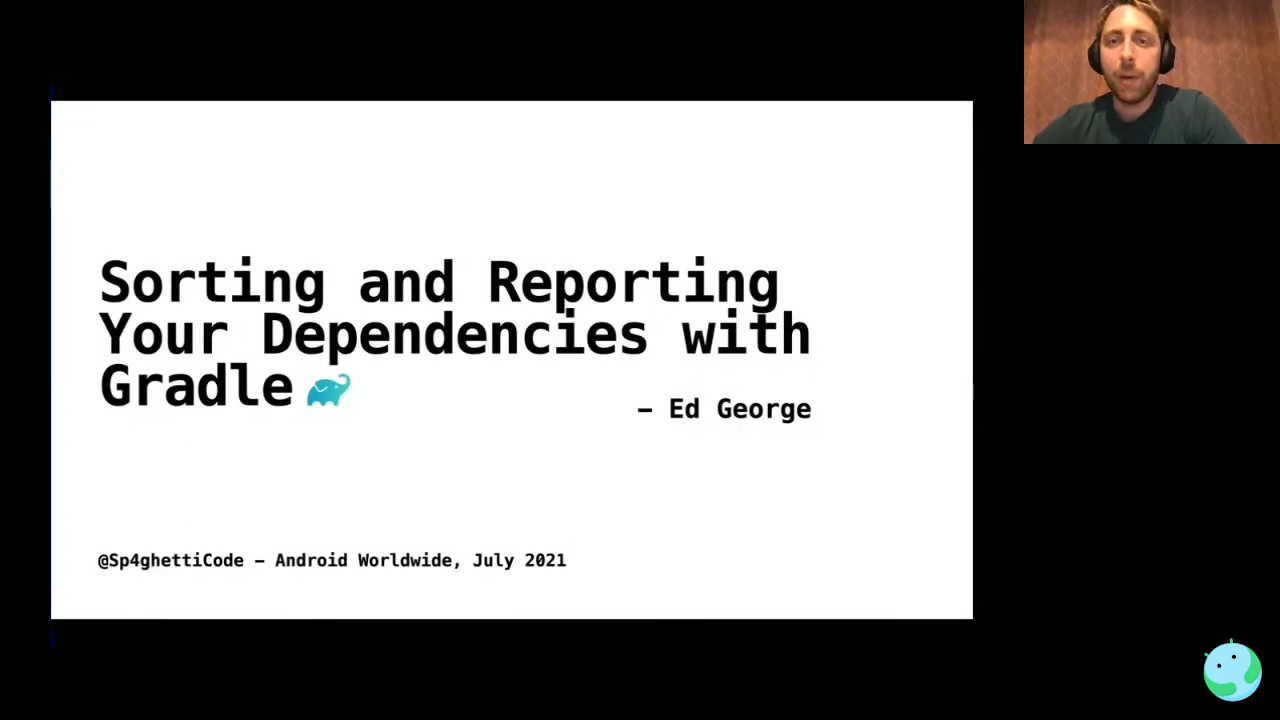 Sorting and Reporting
Your Dependencies with
Gradle
– Ed George
@Sp4ghettiCode – Android Worldwide, July 2021